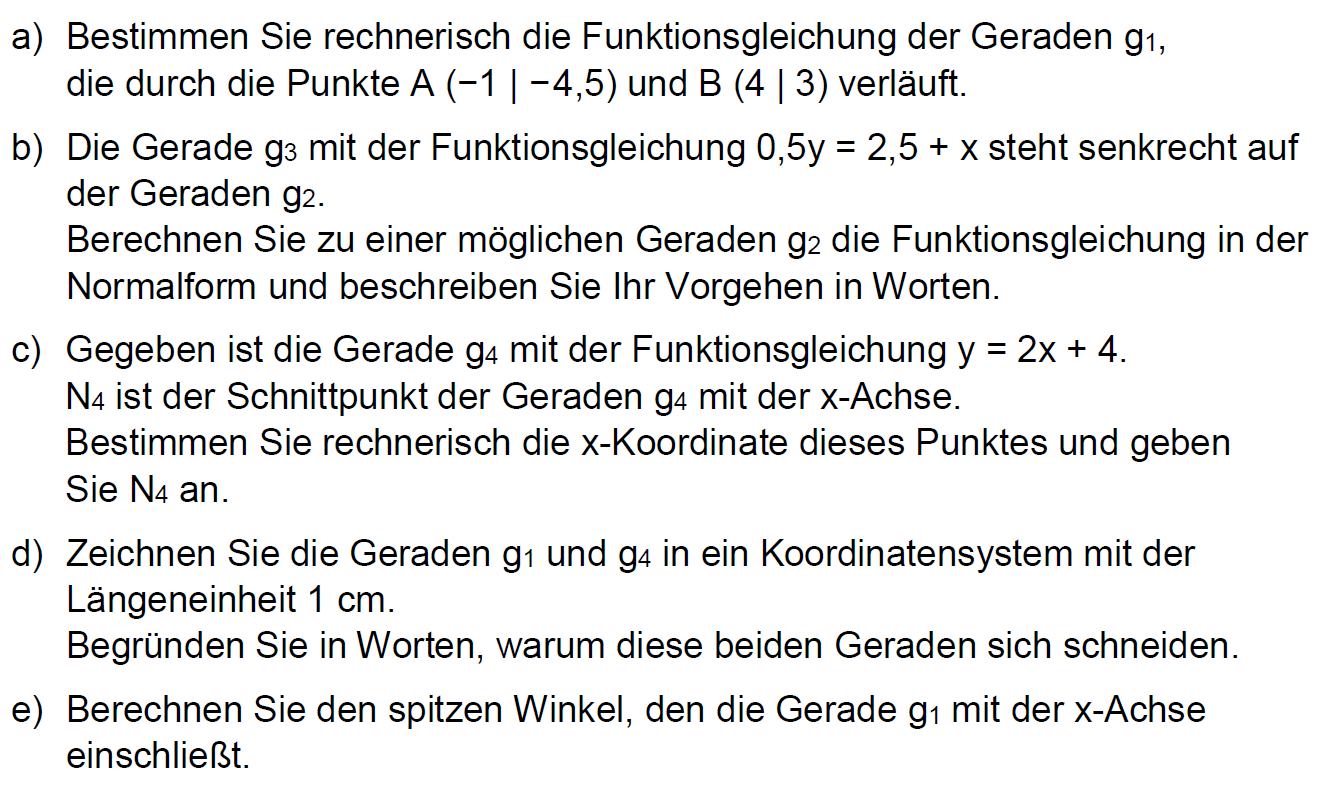 a) Bestimmen Sie rechnerisch die Funktionsgleichung der Geraden g₁,
die durch die Punkte A (−1 | −4,5) und B (4 | 3) verläuft.
b) Die Gerade g₃ mit der Funktionsgleichung 0,5y = 2,5 + x steht senkrecht auf
der Geraden g₂.
Berechnen Sie zu einer möglichen Geraden g₂ die Funktionsgleichung in der
Normalform und beschreiben Sie Ihr Vorgehen in Worten.
c) Gegeben ist die Gerade g₄ mit der Funktionsgleichung y = 2x + 4.
N₄ ist der Schnittpunkt der Geraden g₄ mit der x-Achse.
Bestimmen Sie rechnerisch die x-Koordinate dieses Punktes und geben
Sie N₄ an.
d) Zeichnen Sie die Geraden g₁ und g₄ in ein Koordinatensystem mit der
Längeneinheit 1 cm.
Begründen Sie in Worten, warum diese beiden Geraden sich schneiden.
e) Berechnen Sie den spitzen Winkel, den die Gerade g₁ mit der x-Achse
einschließt.